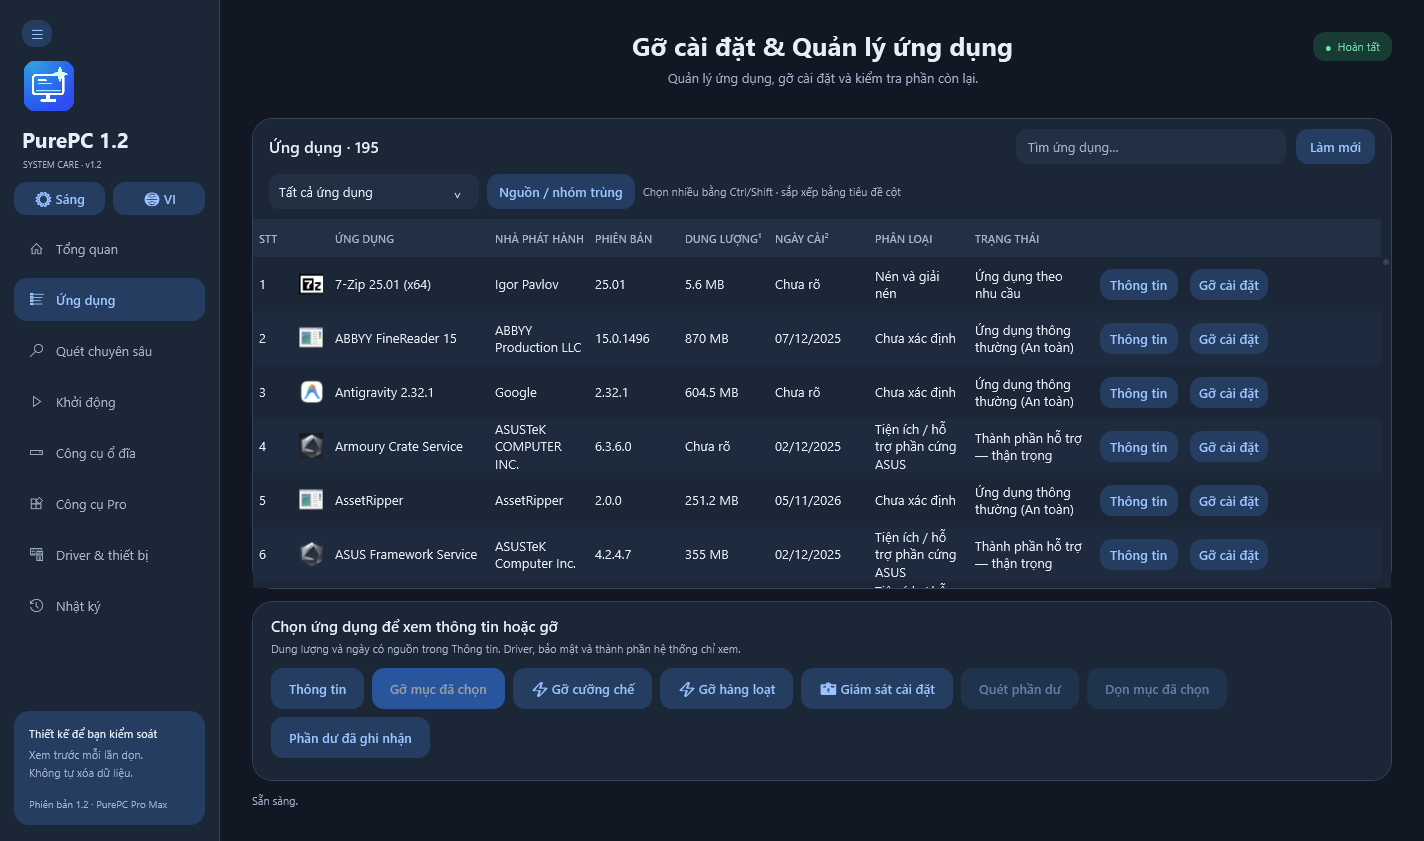 PurePC 1.2
SYSTEM CARE · v1.2
Sáng
VI
Tổng quan
Ứng dụng
Quét chuyên sâu
Khởi động
Công cụ ổ đĩa
Công cụ Pro
Driver & thiết bị
Nhật ký
Thiết kế để bạn kiểm soát
Xem trước mỗi lần dọn.
Không tự xóa dữ liệu.
Phiên bản 1.2 · PurePC Pro Max
Gỡ cài đặt & Quản lý ứng dụng
Quản lý ứng dụng, gỡ cài đặt và kiểm tra phần còn lại.
● Hoàn tất
Ứng dụng · 195
Tìm ứng dụng...
Làm mới
Tất cả ứng dụng
Nguồn / nhóm trùng
Chọn nhiều bằng Ctrl/Shift · sắp xếp bằng tiêu đề cột
STT ỨNG DỤNG NHÀ PHÁT HÀNH PHIÊN BẢN DUNG LƯỢNG¹ NGÀY CÀI² PHÂN LOẠI TRẠNG THÁI
1
7z
7-Zip 25.01 (x64)
Igor Pavlov
25.01
5.6 MB
Chưa rõ
Nén và giải
nén
Ứng dụng theo
nhu cầu
Thông tin
Gỡ cài đặt
2
ABBYY FineReader 15
ABBYY
Production LLC
15.0.1496
870 MB
07/12/2025
Chưa xác định
Ứng dụng thông
thường (An toàn)
Thông tin
Gỡ cài đặt
3
Antigravity 2.32.1
Google
2.32.1
604.5 MB
Chưa rõ
Chưa xác định
Ứng dụng thông
thường (An toàn)
Thông tin
Gỡ cài đặt
4
Armoury Crate Service
ASUSTeK
COMPUTER
INC.
6.3.6.0
Chưa rõ
02/12/2025
Tiện ích / hỗ
trợ phần cứng
ASUS
Thành phần hỗ trợ
— thận trọng
Thông tin
Gỡ cài đặt
5
AssetRipper
AssetRipper
2.0.0
251.2 MB
05/11/2026
Chưa xác định
Ứng dụng thông
thường (An toàn)
Thông tin
Gỡ cài đặt
6
ASUS Framework Service
ASUSTeK
Computer Inc.
4.2.4.7
355 MB
02/12/2025
Tiện ích / hỗ
trợ phần cứng
ASUS
Thành phần hỗ trợ
— thận trọng
Thông tin
Gỡ cài đặt
Chọn ứng dụng để xem thông tin hoặc gỡ
Dung lượng và ngày có nguồn trong Thông tin. Driver, bảo mật và thành phần hệ thống chỉ xem.
Thông tin
Gỡ mục đã chọn
Gỡ cưỡng chế
Gỡ hàng loạt
Giám sát cài đặt
Quét phần dư
Dọn mục đã chọn
Phần dư đã ghi nhận
Sẵn sàng.